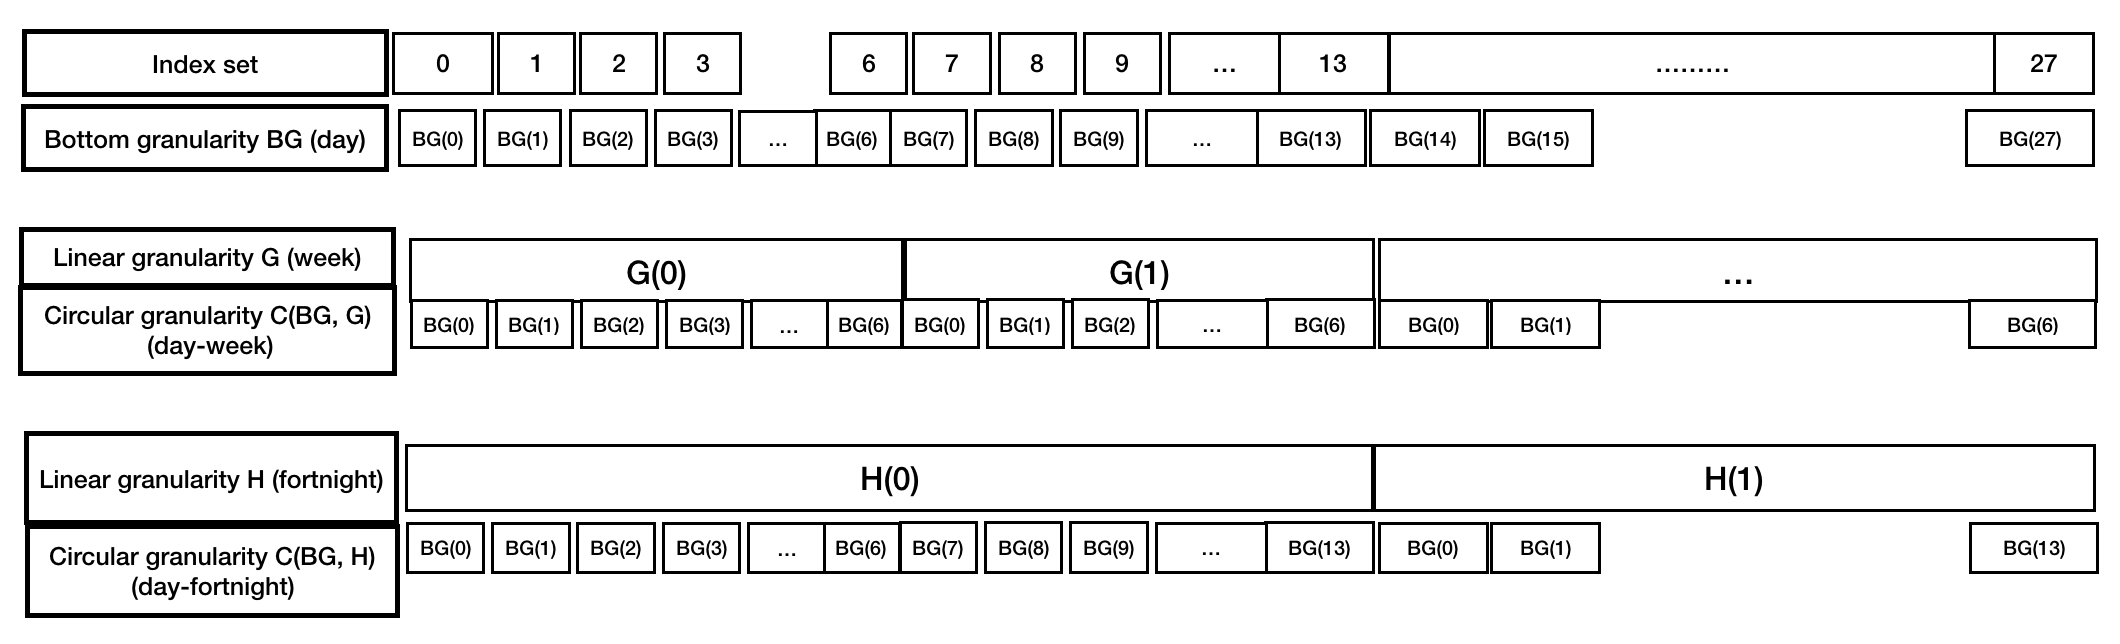 Index set 0 1 2 3 6 7 8 9 ... 13 ......... 27
Bottom granularity BG (day) BG(0) BG(1) BG(2) BG(3) ... BG(6) BG(7) BG(8) BG(9) ... BG(13) BG(14) BG(15) BG(27)
Linear granularity G (week) G(0) G(1) ...
Circular granularity C(BG, G)
(day-week)
BG(0) BG(1) BG(2) BG(3) ... BG(6) BG(0) BG(1) BG(2) ... BG(6) BG(0) BG(1) BG(6)
Linear granularity H (fortnight) H(0) H(1)
Circular granularity C(BG, H)
(day-fortnight)
BG(0) BG(1) BG(2) BG(3) ... BG(6) BG(7) BG(8) BG(9) ... BG(13) BG(0) BG(1) BG(13)